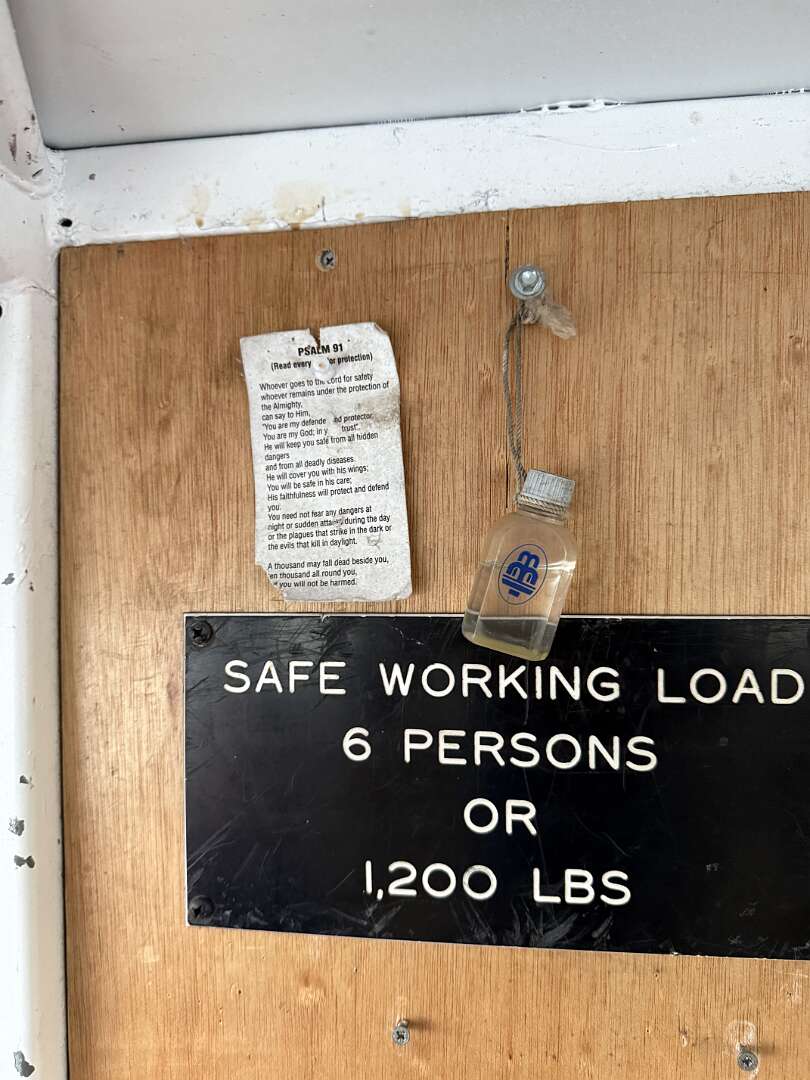 PSALM 91
(Read every for protection)
Whoever goes to the Lord for safety
whoever remains under the protection of
the Almighty,
can say to Him,
"You are my defende nd protector,
You are my God; in y trust".
He will keep you safe from all hidden
dangers
and from all deadly diseases.
He will cover you with his wings;
You will be safe in his care;
His faithfulness will protect and defend
you.
You need not fear any dangers at
night or sudden attacks during the day
or the plagues that strike in the dark or
the evils that kill in daylight.
A thousand may fall dead beside you,
en thousand all round you,
you will not be harmed.
SAFE WORKING LOAD
6 PERSONS
OR
1,200 LBS